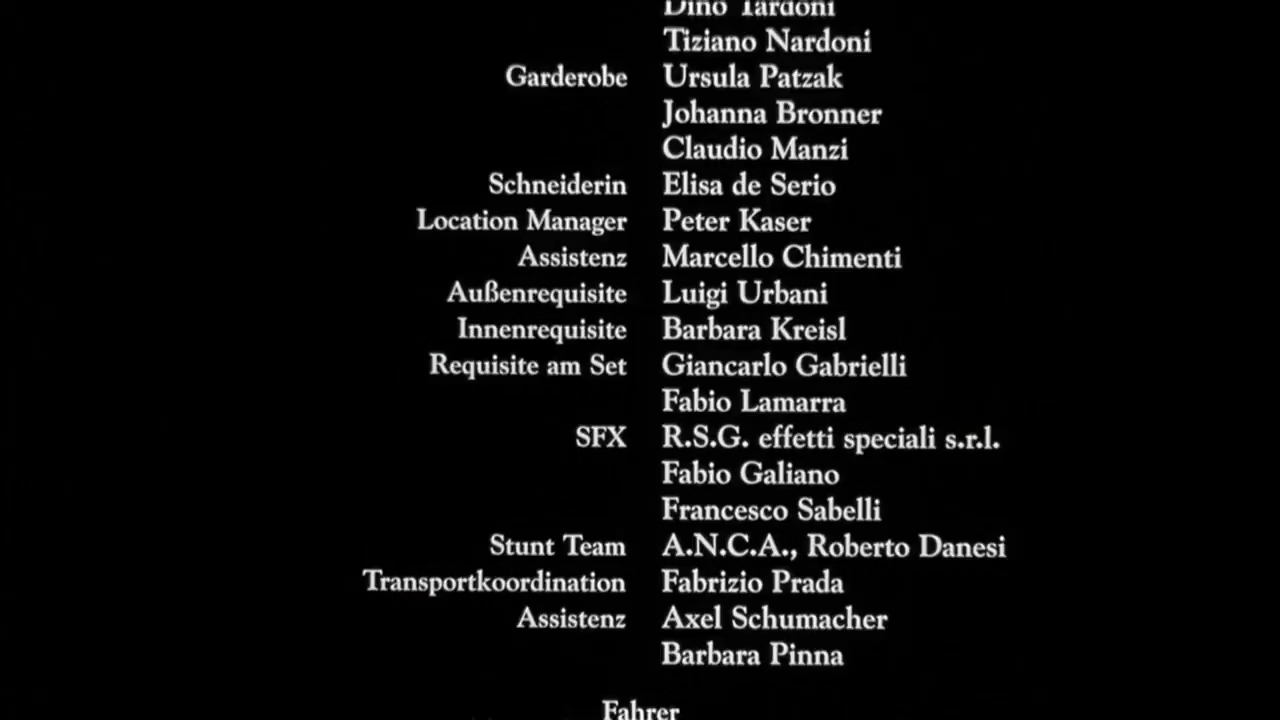 Dino Tardoni
Tiziano Nardoni
Garderobe Ursula Patzak
Johanna Bronner
Claudio Manzi
Schneiderin Elisa de Serio
Location Manager Peter Kaser
Assistenz Marcello Chimenti
Außenrequisite Luigi Urbani
Innenrequisite Barbara Kreisl
Requisite am Set Giancarlo Gabrielli
Fabio Lamarra
SFX R.S.G. effetti speciali s.r.l.
Fabio Galiano
Francesco Sabelli
Stunt Team A.N.C.A., Roberto Danesi
Transportkoordination Fabrizio Prada
Assistenz Axel Schumacher
Barbara Pinna
Fahrer